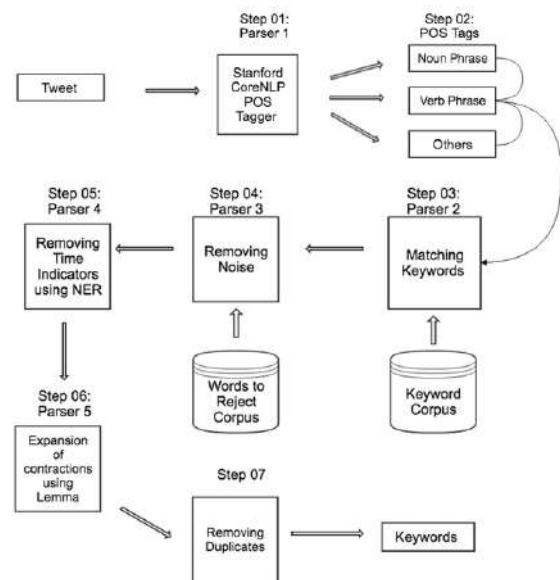 Step 01:
Parser 1
Step 02:
POS Tags
Tweet
Stanford
CoreNLP
POS
Tagger
Noun Phrase
Verb Phrase
Others
Step 05:
Parser 4
Step 04:
Parser 3
Step 03:
Parser 2
Removing
Time
Indicators
using NER
Removing
Noise
Matching
Keywords
Words to
Reject
Corpus
Keyword
Corpus
Step 06:
Parser 5
Expansion
of
contractions
using
Lemma
Step 07
Removing
Duplicates
Keywords